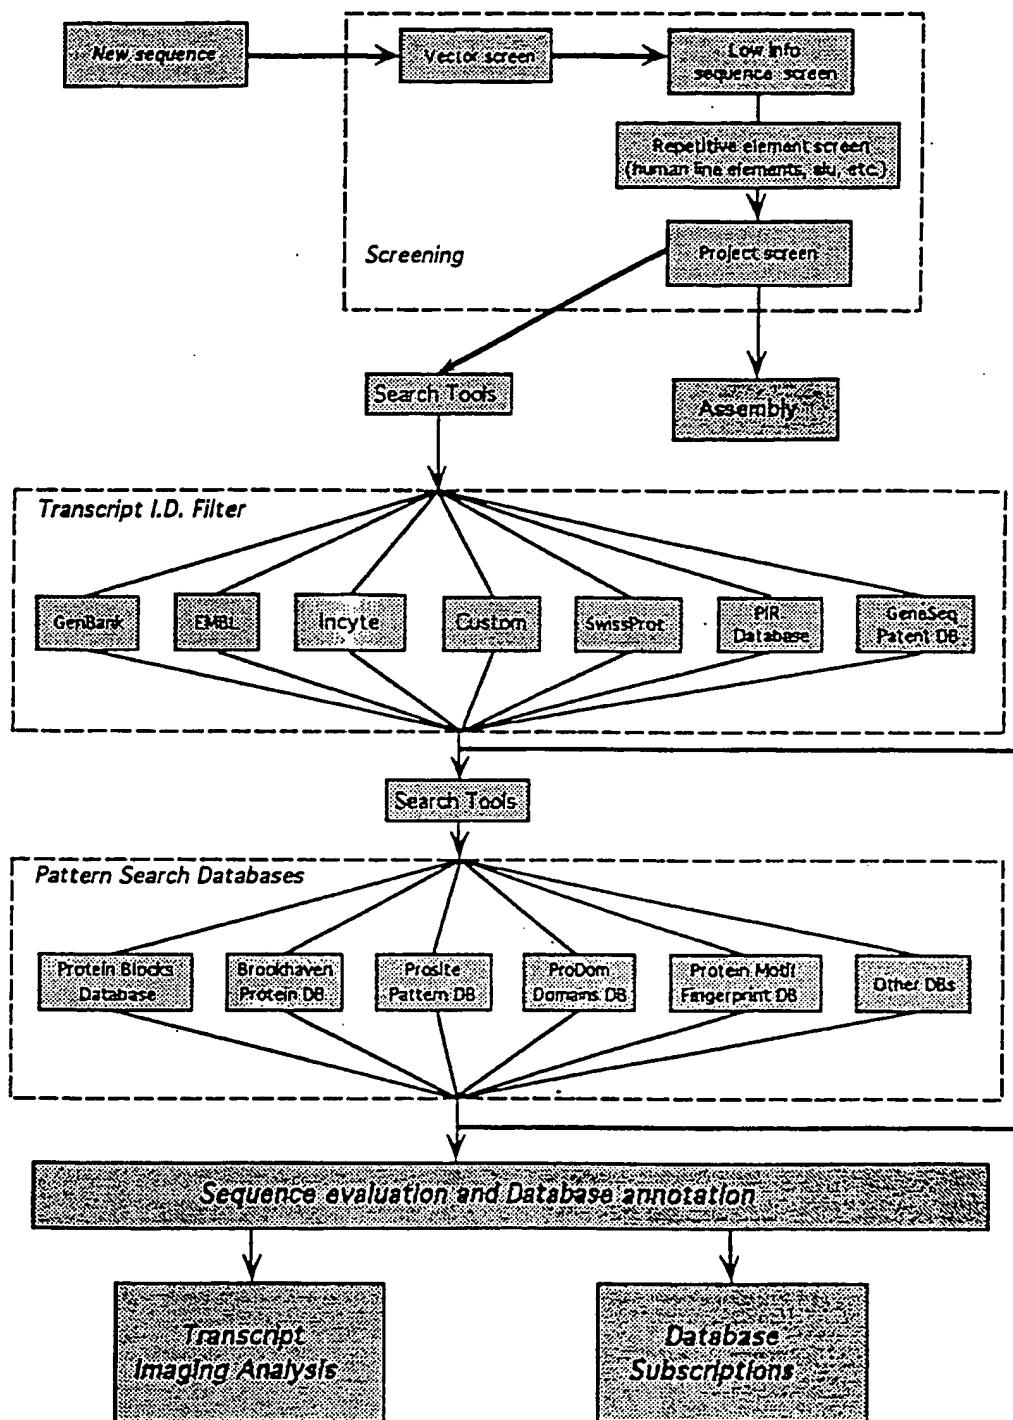 New sequence
Vector screen
Low info
sequence screen
Repetitive element screen
(human line elements, alu, etc.)
Project screen
Screening
Search Tools
Assembly
Transcript I.D. Filter
GenBank
EMBL
Incyte
Custom
SwissProt
PIR
Database
GeneSeq
Patent DB
Search Tools
Pattern Search Databases
Protein Blocks
Database
Brookhaven
Protein DB
Prosite
Pattern DB
ProDom
Domains DB
Protein Motif
Fingerprint DB
Other DBs
Sequence evaluation and Database annotation
Transcript
Imaging Analysis
Database
Subscriptions